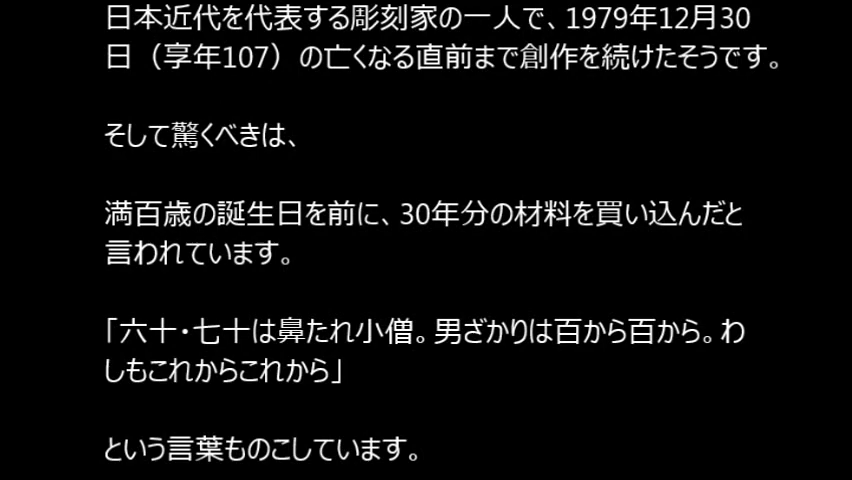 日本近代を代表する彫刻家の一人で、1979年12月30
日（享年107）の亡くなる直前まで創作を続けたそうです。
そして驚くべきは、
満百歳の誕生日を前に、30年分の材料を買い込んだと
言われています。
「六十・七十は鼻たれ小僧。男ざかりは百から百から。わ
しもこれからこれから」
という言葉ものこしています。